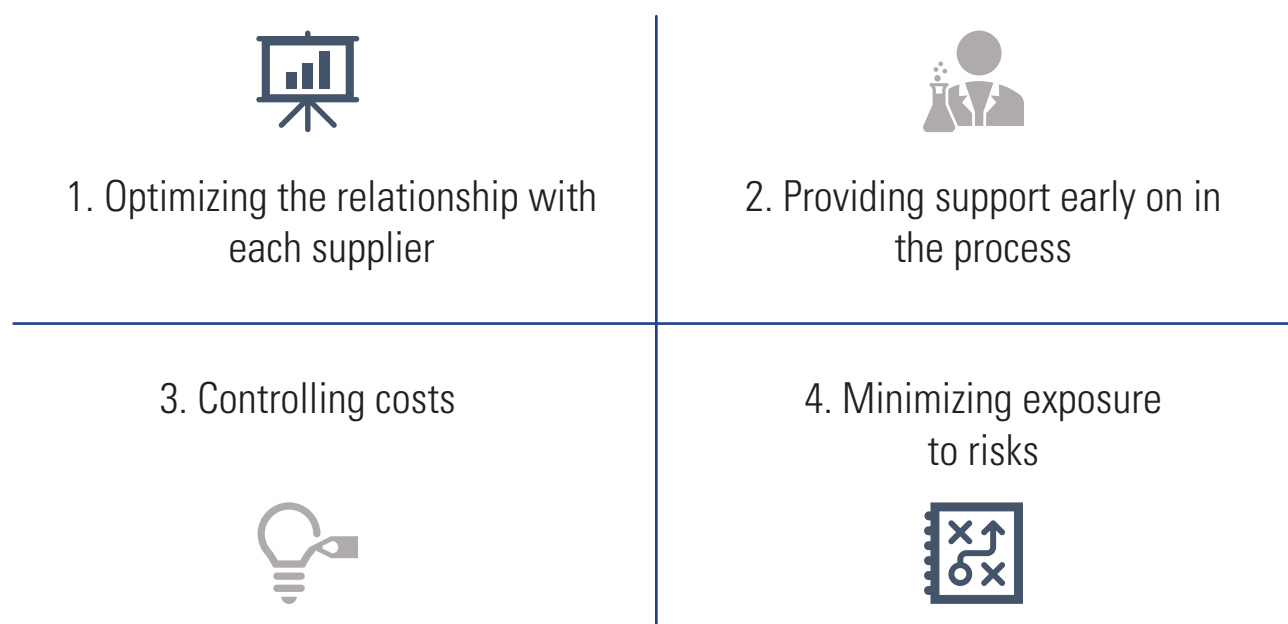 1. Optimizing the relationship with
each supplier
2. Providing support early on in
the process
3. Controlling costs
4. Minimizing exposure
to risks